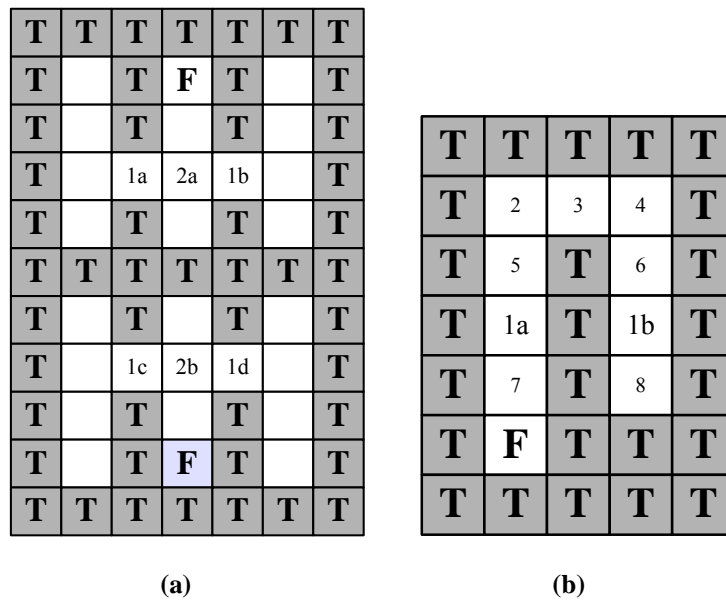 T T T T T T T
T T F T T
T T T T
T 1a 2a 1b T
T T T T
T T T T T T T
T T T T
T 1c 2b 1d T
T T T T
T T F T T
T T T T T T T
(a)
T T T T T
T 2 3 4 T
T 5 T 6 T
T 1a T 1b T
T 7 T 8 T
T F T T T
T T T T T
(b)